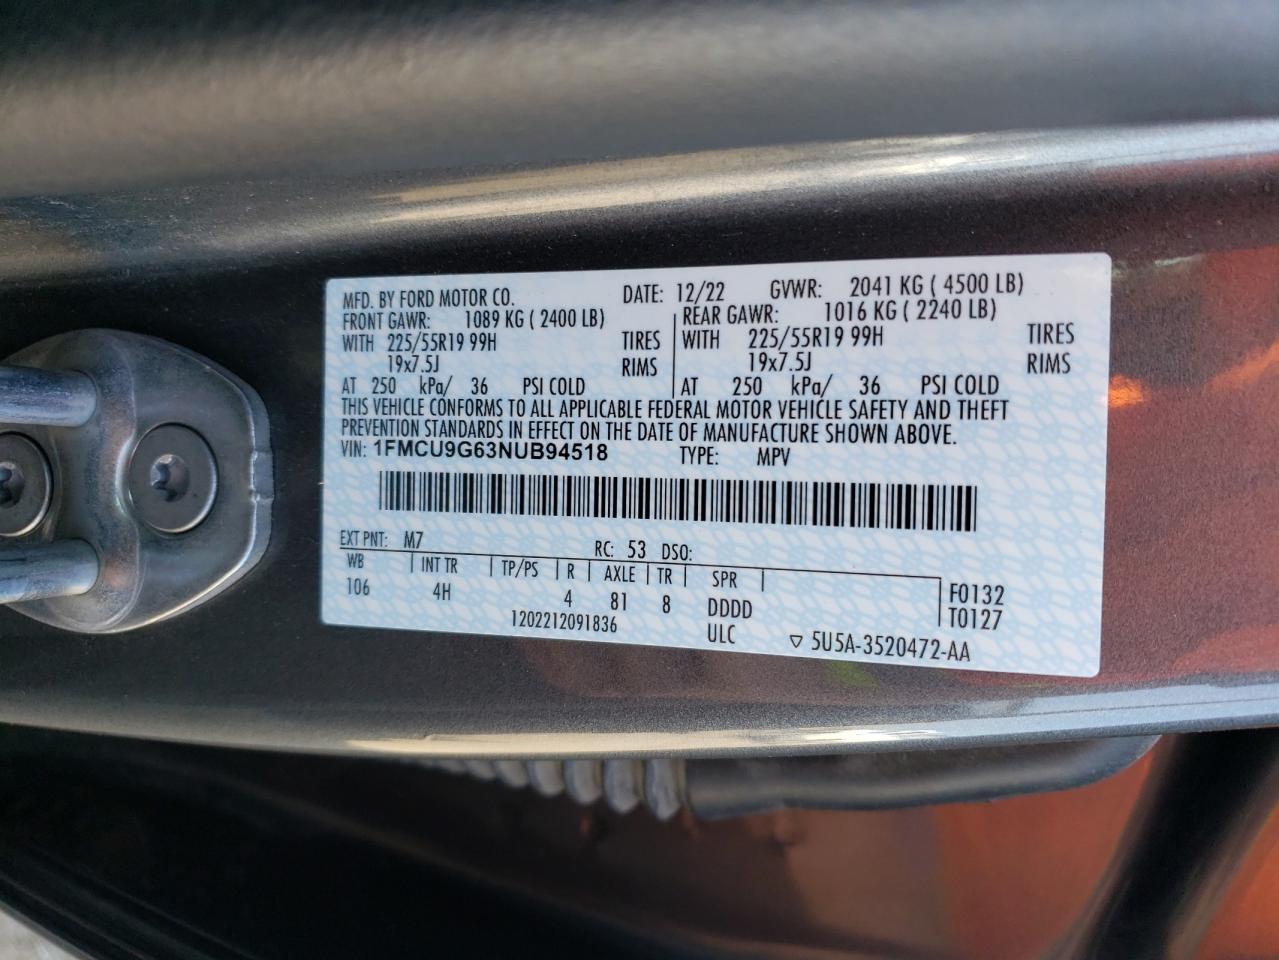 MFD. BY FORD MOTOR CO. DATE: 12/22 GVWR: 2041 KG ( 4500 LB)
FRONT GAWR: 1089 KG ( 2400 LB) REAR GAWR: 1016 KG ( 2240 LB)
WITH 225/55R19 99H TIRES WITH 225/55R19 99H TIRES
19x7.5J RIMS 19x7.5J RIMS
AT 250 kPa/ 36 PSI COLD AT 250 kPa/ 36 PSI COLD
THIS VEHICLE CONFORMS TO ALL APPLICABLE FEDERAL MOTOR VEHICLE SAFETY AND THEFT
PREVENTION STANDARDS IN EFFECT ON THE DATE OF MANUFACTURE SHOWN ABOVE.
VIN: 1FMCU9G63NUB94518 TYPE: MPV
EXT PNT: M7 RC: 53 DSO:
WB INT TR TP/PS R AXLE TR SPR F0132
106 4H 4 81 8 DDDD T0127
1202212091836 ULC ▽ 5U5A-3520472-AA